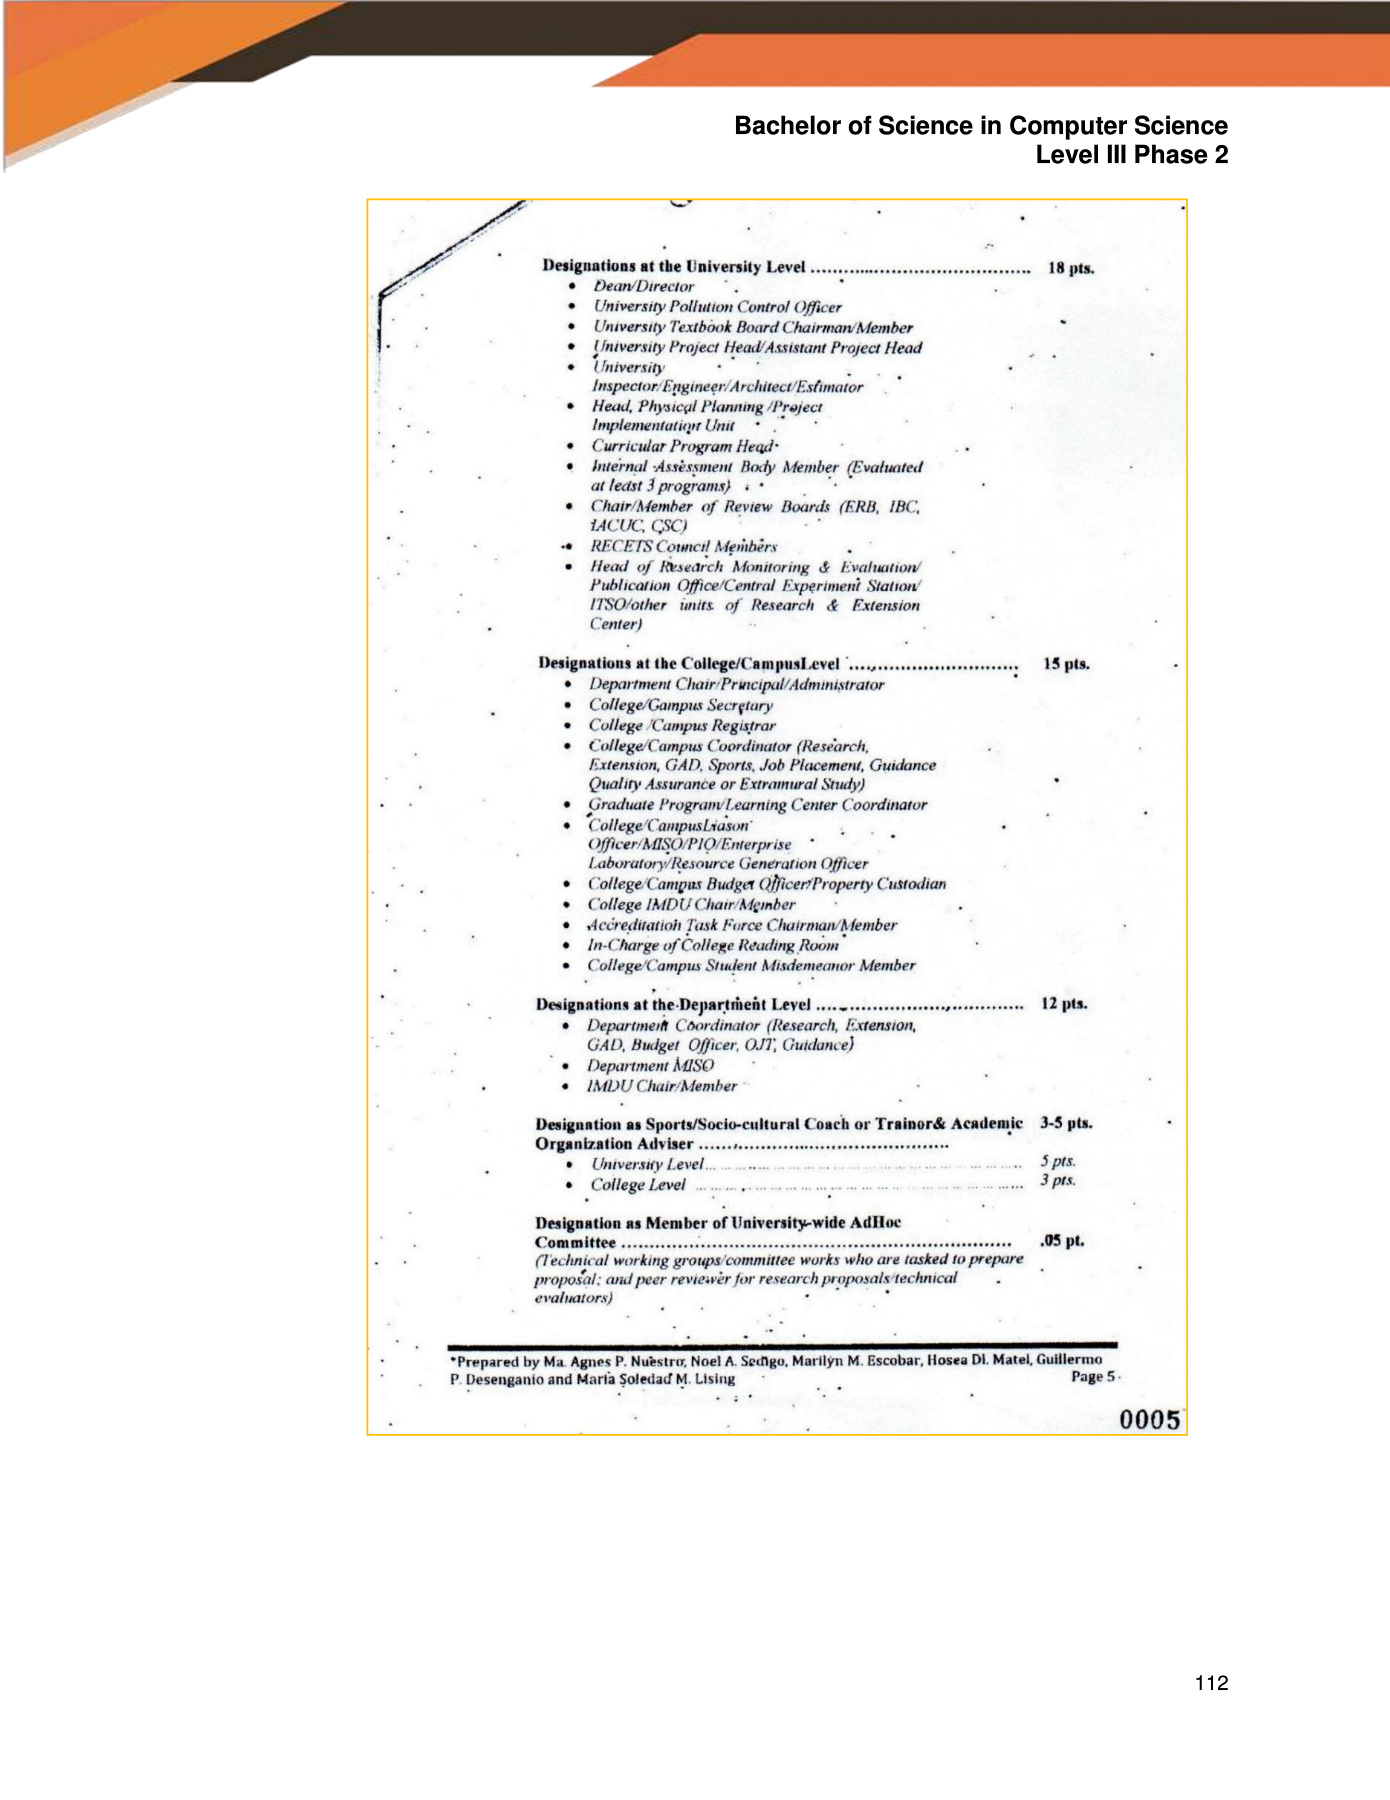 Bachelor of Science in Computer Science
Level III Phase 2
Designations at the University Level ........................................ 18 pts.
• Dean/Director
• University Pollution Control Officer
• University Textbook Board Chairman/Member
• University Project Head/Assistant Project Head
• University
Inspector/Engineer/Architect/Estimator
• Head, Physical Planning /Project
Implementation Unit
• Curricular Program Head
• Internal Assessment Body Member (Evaluated
at least 3 programs)
• Chair/Member of Review Boards (ERB, IBC,
IACUC, CSC)
• RECETS Council Members
• Head of Research Monitoring & Evaluation/
Publication Office/Central Experiment Station/
ITSO/other units of Research & Extension
Center)
Designations at the College/CampusLevel .............................. 15 pts.
• Department Chair/Principal/Administrator
• College/Campus Secretary
• College /Campus Registrar
• College/Campus Coordinator (Research,
Extension, GAD, Sports, Job Placement, Guidance
Quality Assurance or Extramural Study)
• Graduate Program/Learning Center Coordinator
• College/CampusLiason
Officer/MISO/PIO/Enterprise
Laboratory/Resource Generation Officer
• College/Campus Budget Officer/Property Custodian
• College IMDU Chair/Member
• Accreditation Task Force Chairman/Member
• In-Charge of College Reading Room
• College/Campus Student Misdemeanor Member
Designations at the Department Level .................................... 12 pts.
• Department Coordinator (Research, Extension,
GAD, Budget Officer, OJT, Guidance)
• Department MISO
• IMDU Chair/Member
Designation as Sports/Socio-cultural Coach or Trainor& Academic 3-5 pts.
Organization Adviser ............................................
• University Level.................................................. 5 pts.
• College Level .................................................... 3 pts.
Designation as Member of University-wide AdHoc
Committee .................................................................... .05 pt.
(Technical working groups/committee works who are tasked to prepare
proposal; and peer reviewer for research proposals/technical
evaluators)
*Prepared by Ma. Agnes P. Nuestro, Noel A. Sedigo, Marilyn M. Escobar, Hosea Dl. Matel, Guillermo
P. Desenganio and Maria Soledad M. Lising Page 5
0005
112